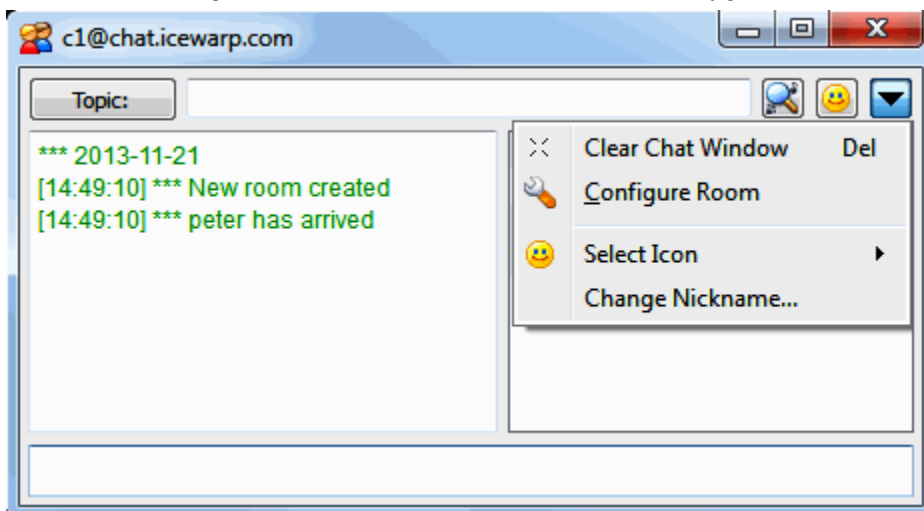 c1@chat.icewarp.com
Topic:
*** 2013-11-21
[14:49:10] *** New room created
[14:49:10] *** peter has arrived
Clear Chat Window Del
Configure Room
Select Icon
Change Nickname...